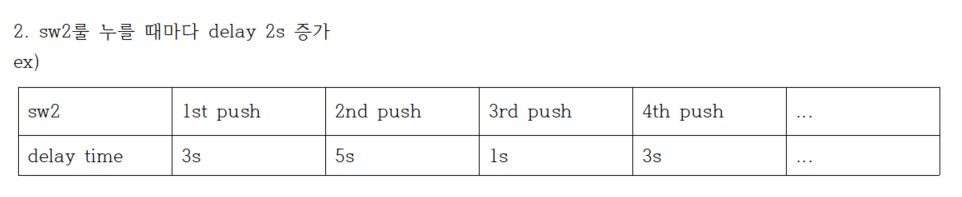 2. sw2룰 누를 때마다 delay 2s 증가
ex)
sw2 1st push 2nd push 3rd push 4th push ...
delay time 3s 5s 1s 3s ...